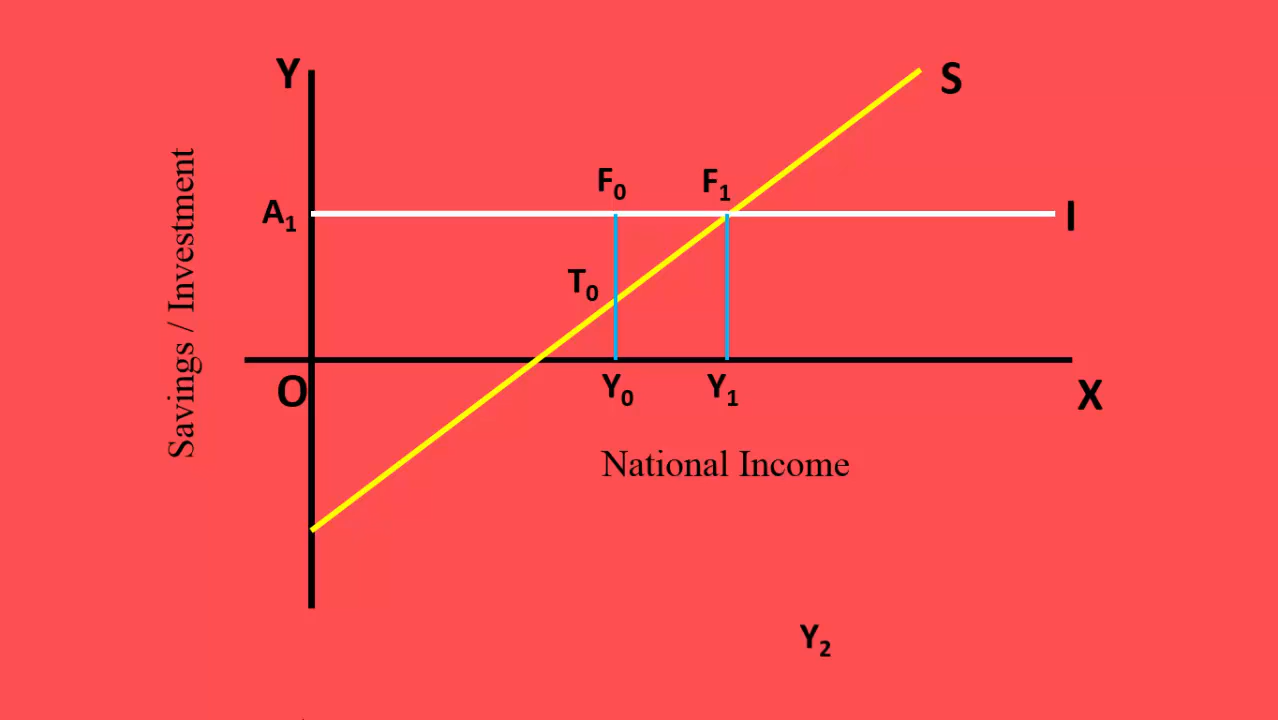 Y
S
Savings / Investment
F₀
F₁
A₁
I
T₀
O
Y₀
Y₁
X
National Income
Y₂